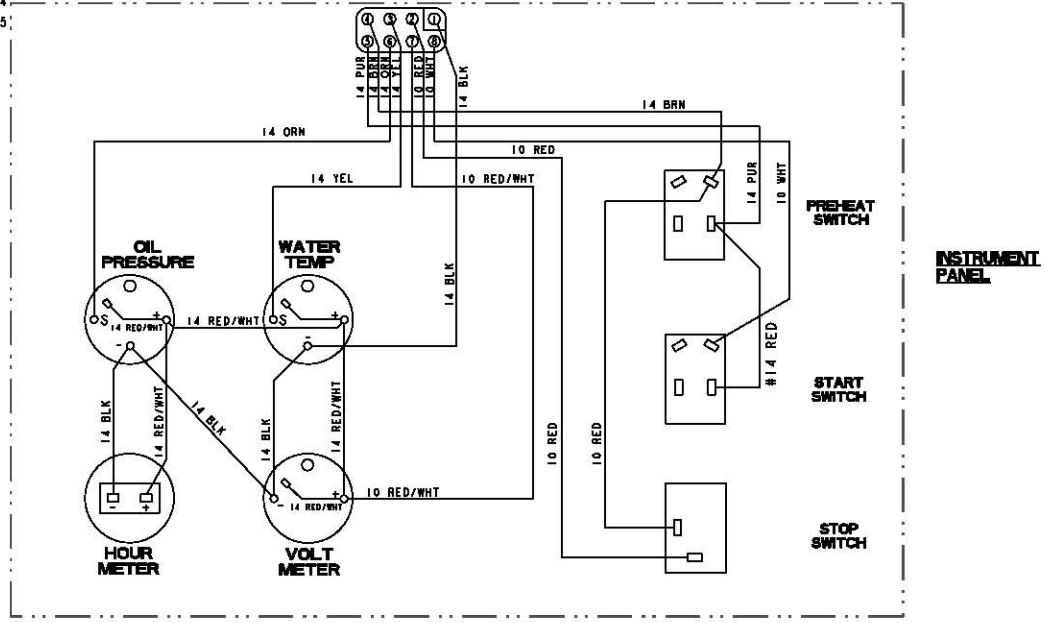 4
5
4 3 2 1
5 6 7 8
14 PUR
14 BRN
14 ORN
14 YEL
10 RED
10 WHT
14 BLK
14 BRN
14 ORN
10 RED
14 YEL
10 RED/WHT
14 PUR
10 WHT
PREHEAT
SWITCH
OIL
PRESSURE
WATER
TEMP
INSTRUMENT
PANEL
14 BLK
S
+
14 RED/WHT
-
14 RED/WHT
S
+
-
#14 RED
START
SWITCH
14 BLK
14 RED/WHT
14 BLK
14 BLK
14 RED/WHT
10 RED
10 RED
10 RED/WHT
- +
- +
14 RED/WHT
STOP
SWITCH
HOUR
METER
VOLT
METER